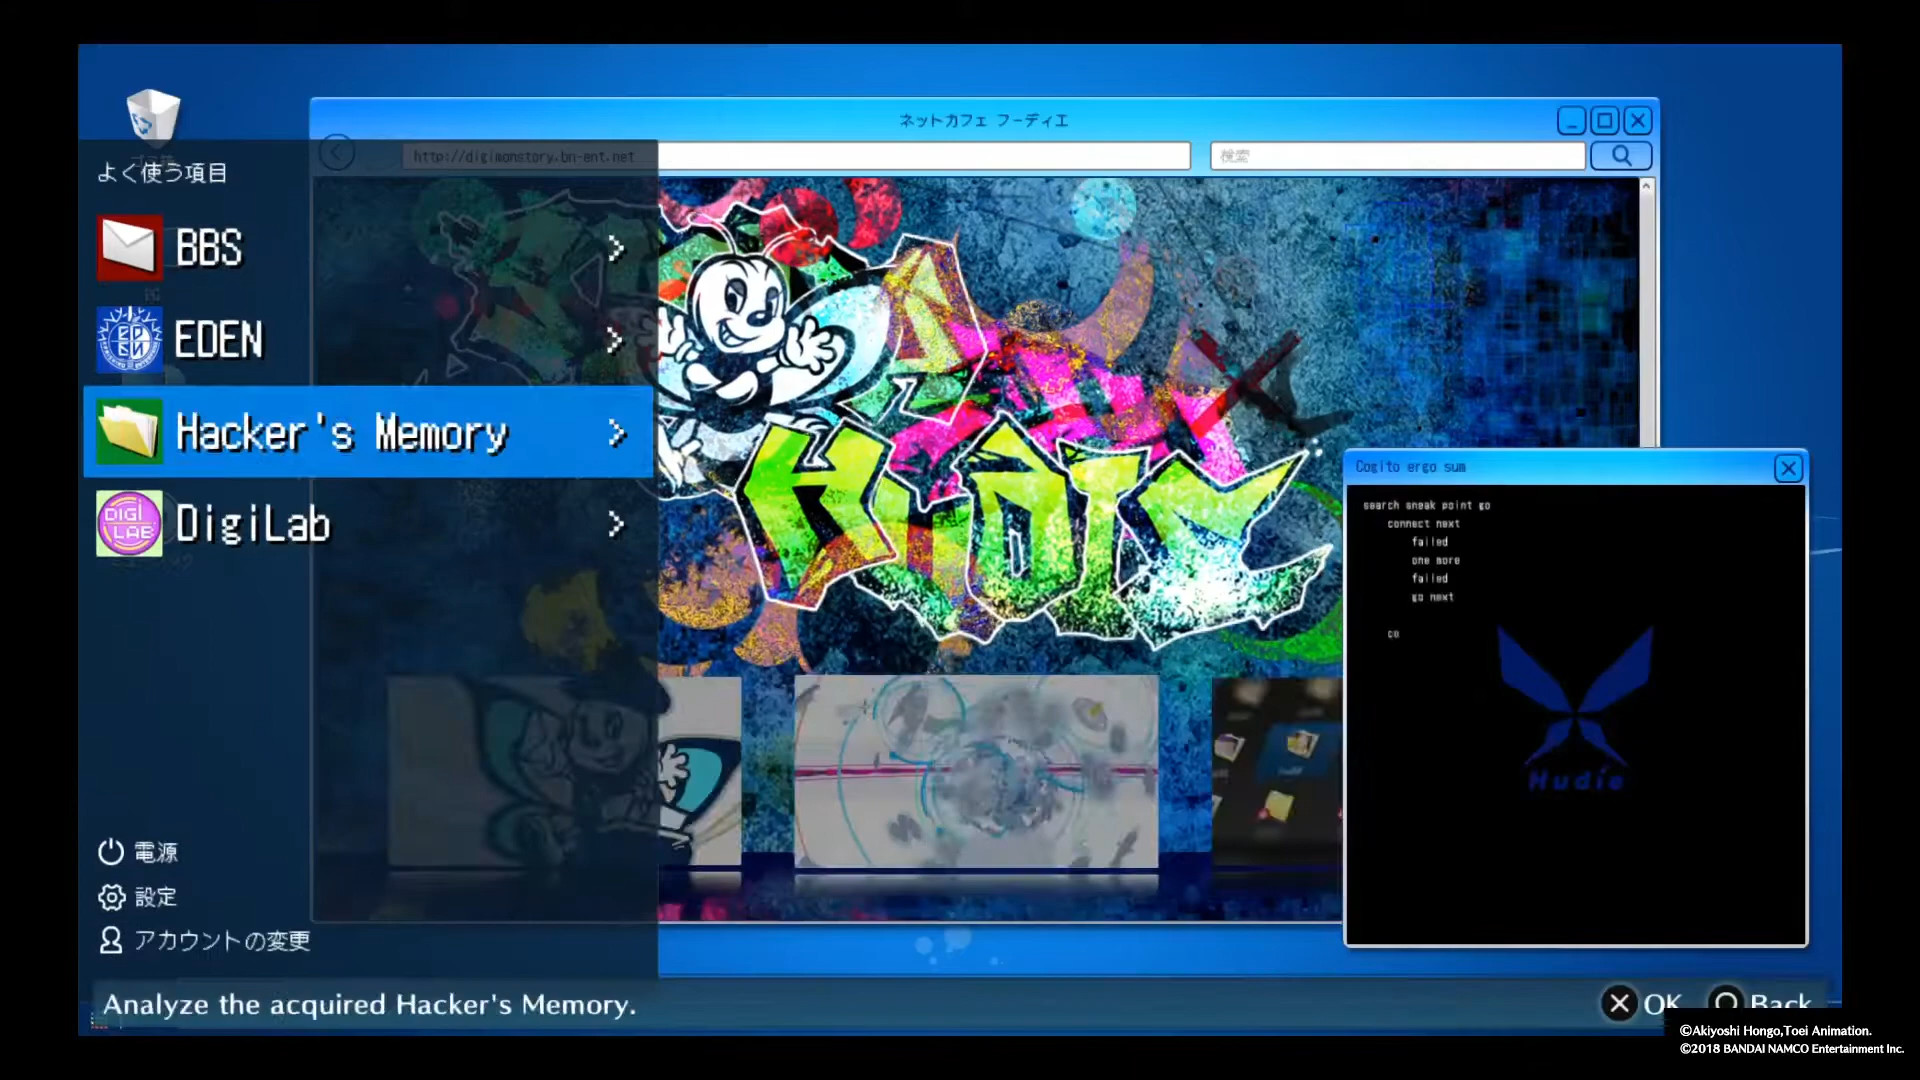 ネットカフェ フーディエ
http://digimonstory.bn-ent.net
検索
よく使う項目
BBS
EDEN
Hacker's Memory
DIGI LAB
DigiLab
HUDIE
Cogito ergo sum
search sneak point go
connect next
failed
one more
failed
go next
co
Hudie
電源
設定
アカウントの変更
Analyze the acquired Hacker's Memory.
OK
Back
©Akiyoshi Hongo,Toei Animation.
©2018 BANDAI NAMCO Entertainment Inc.